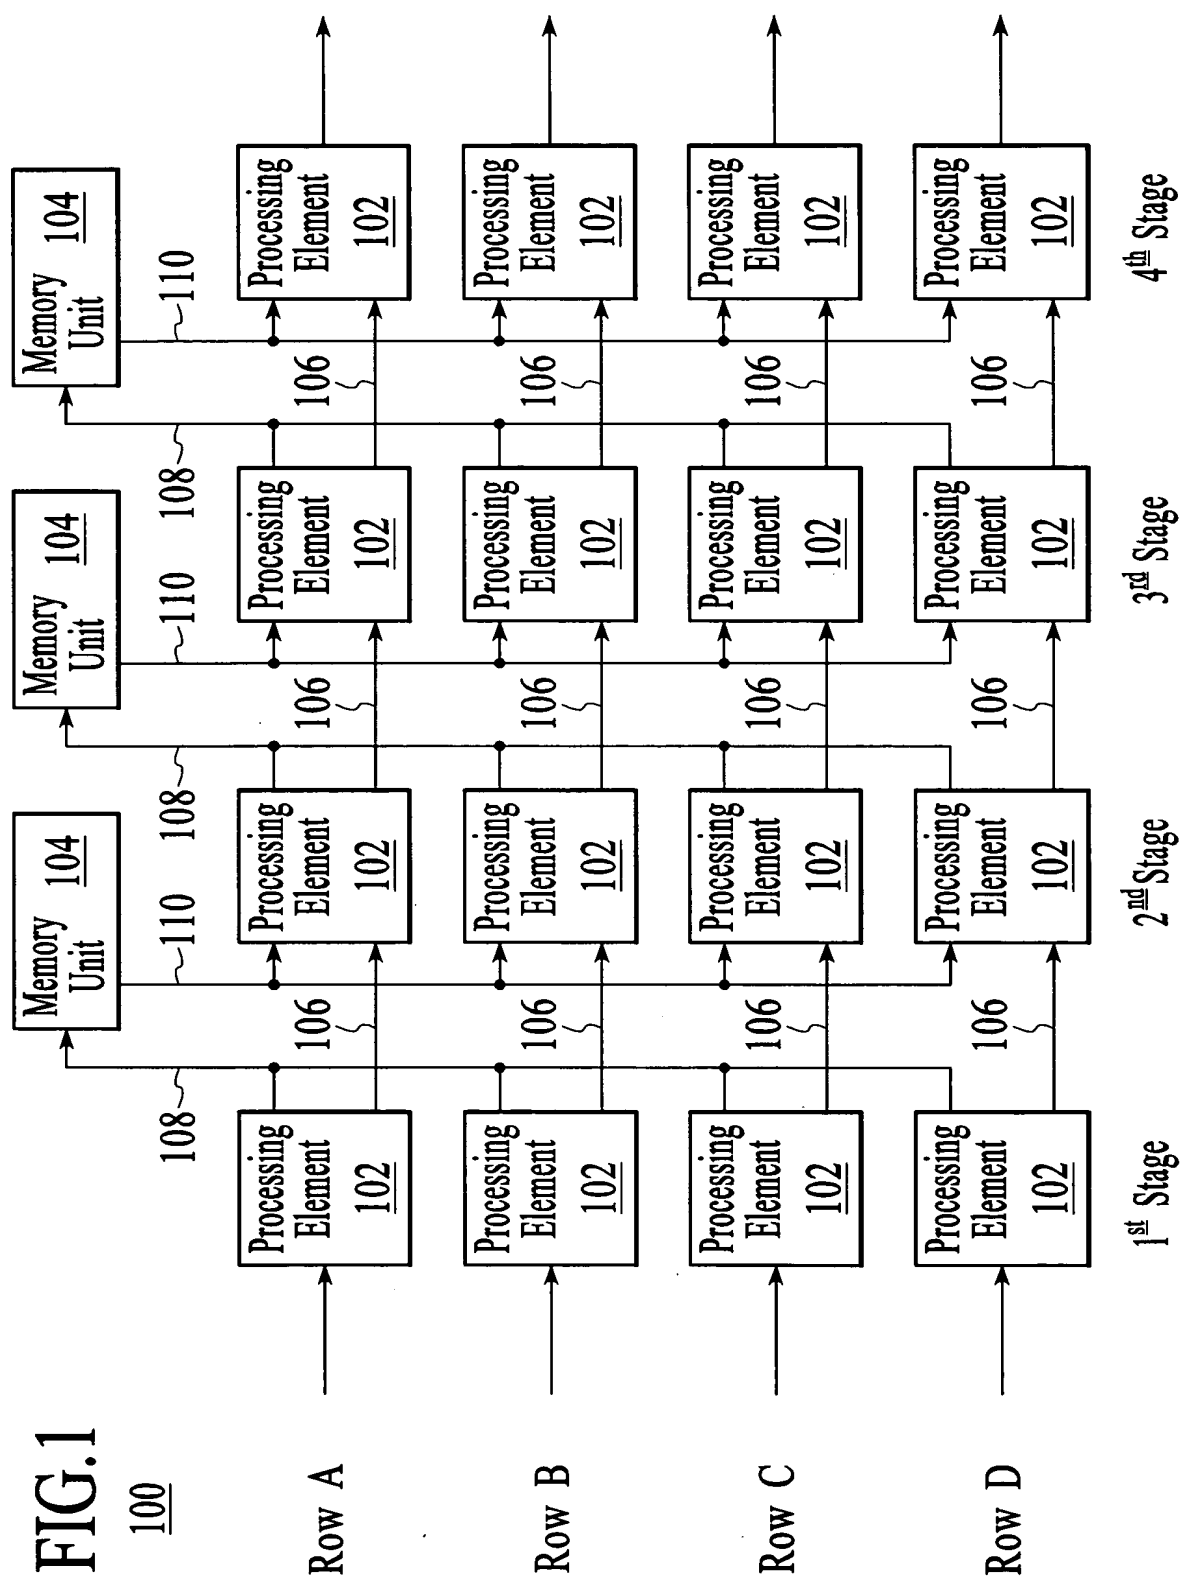 FIG.1
100
Memory
Unit
104
Memory
Unit
104
Memory
Unit
104
108
110
108
110
108
110
Row A
Processing
Element
102
106
Processing
Element
102
106
Processing
Element
102
106
Processing
Element
102
Row B
Processing
Element
102
106
Processing
Element
102
106
Processing
Element
102
106
Processing
Element
102
Row C
Processing
Element
102
106
Processing
Element
102
106
Processing
Element
102
106
Processing
Element
102
Row D
Processing
Element
102
106
Processing
Element
102
106
Processing
Element
102
106
Processing
Element
102
1st Stage
2nd Stage
3rd Stage
4th Stage